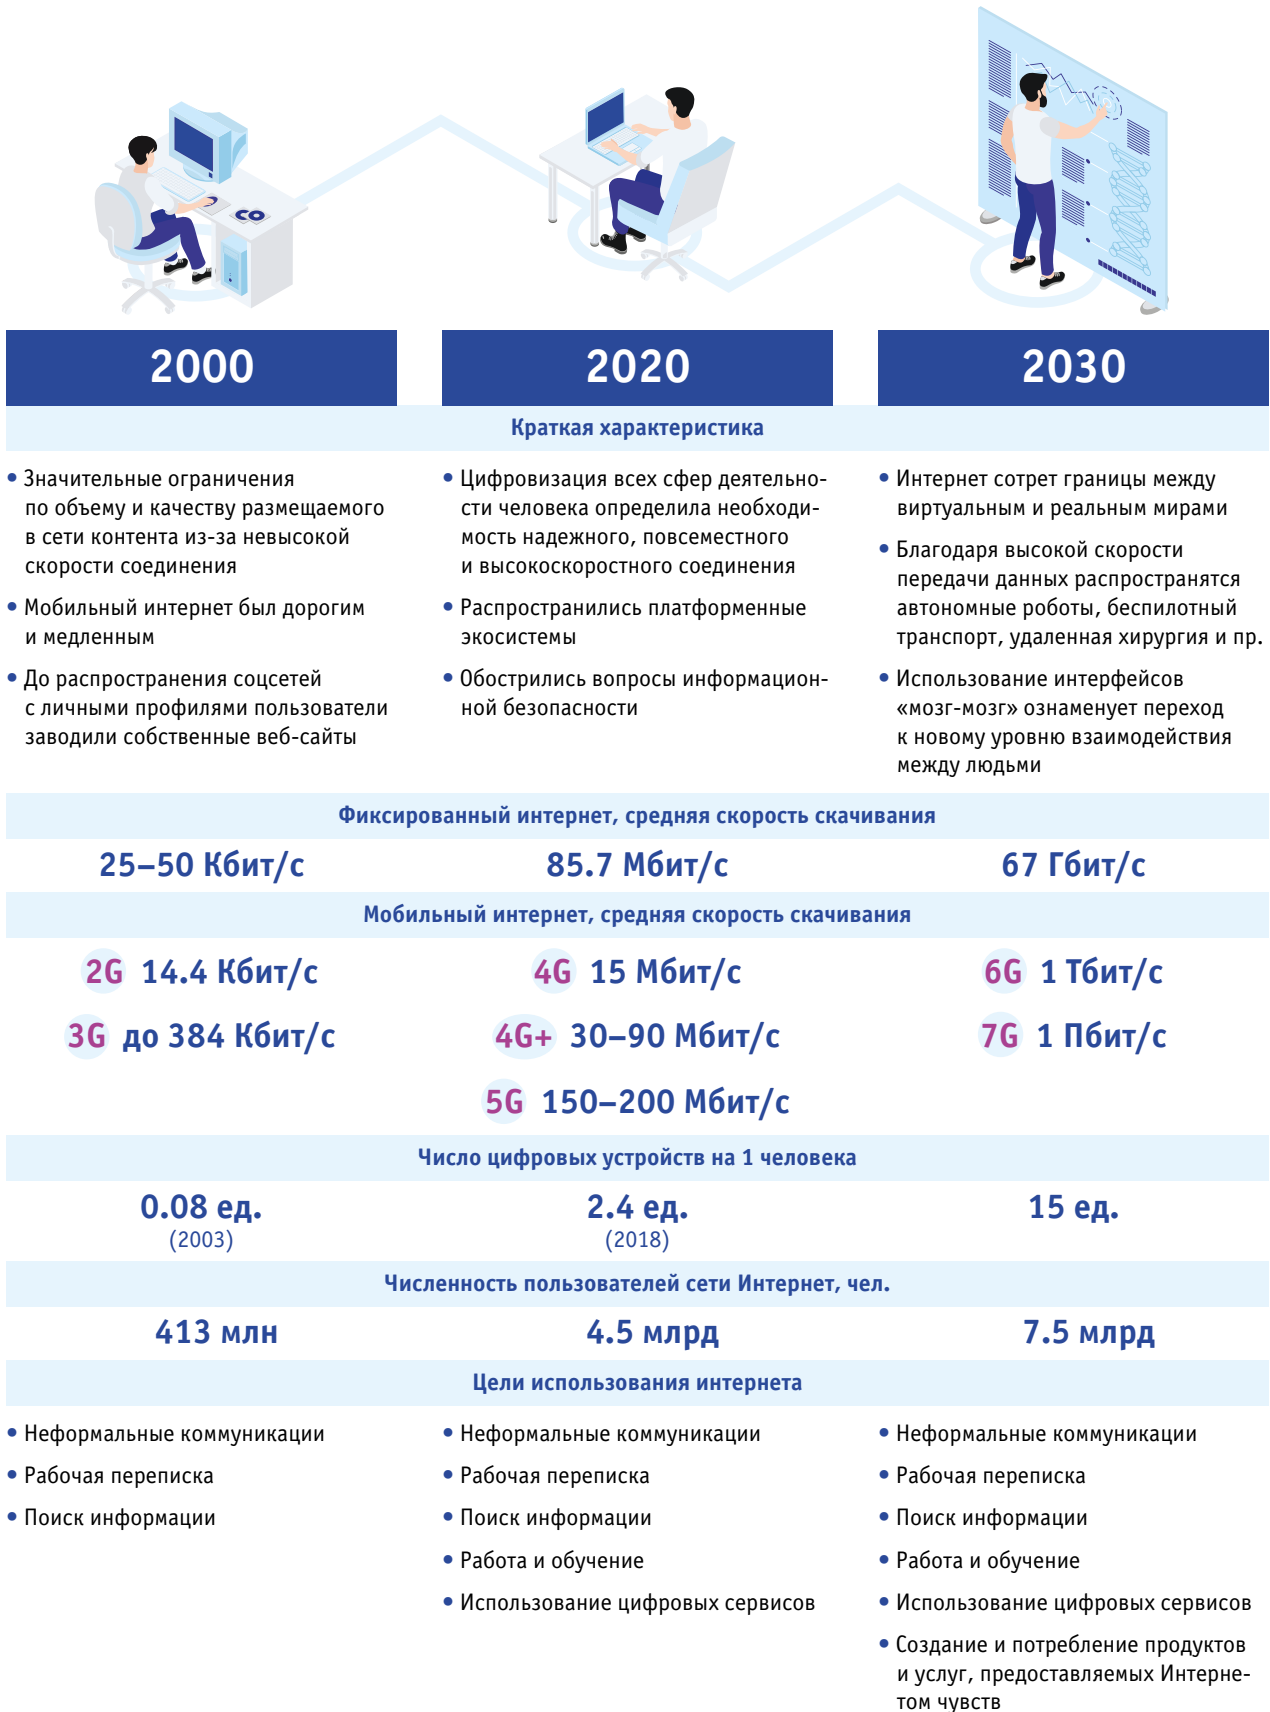 2000
2020
2030
Краткая характеристика
• Значительные ограничения
по объему и качеству размещаемого
в сети контента из-за невысокой
скорости соединения
• Мобильный интернет был дорогим
и медленным
• До распространения соцсетей
с личными профилями пользователи
заводили собственные веб-сайты
• Цифровизация всех сфер деятельно-
сти человека определила необходи-
мость надежного, повсеместного
и высокоскоростного соединения
• Распространились платформенные
экосистемы
• Обострились вопросы информацион-
ной безопасности
• Интернет сотрет границы между
виртуальным и реальным мирами
• Благодаря высокой скорости
передачи данных распространятся
автономные роботы, беспилотный
транспорт, удаленная хирургия и пр.
• Использование интерфейсов
«мозг-мозг» ознаменует переход
к новому уровню взаимодействия
между людьми
Фиксированный интернет, средняя скорость скачивания
25–50 Кбит/с
85.7 Мбит/с
67 Гбит/с
Мобильный интернет, средняя скорость скачивания
2G 14.4 Кбит/с
3G до 384 Кбит/с
4G 15 Мбит/с
4G+ 30–90 Мбит/с
5G 150–200 Мбит/с
6G 1 Тбит/с
7G 1 Пбит/с
Число цифровых устройств на 1 человека
0.08 ед.
(2003)
2.4 ед.
(2018)
15 ед.
Численность пользователей сети Интернет, чел.
413 млн
4.5 млрд
7.5 млрд
Цели использования интернета
• Неформальные коммуникации
• Рабочая переписка
• Поиск информации
• Неформальные коммуникации
• Рабочая переписка
• Поиск информации
• Работа и обучение
• Использование цифровых сервисов
• Неформальные коммуникации
• Рабочая переписка
• Поиск информации
• Работа и обучение
• Использование цифровых сервисов
• Создание и потребление продуктов
и услуг, предоставляемых Интерне-
том чувств